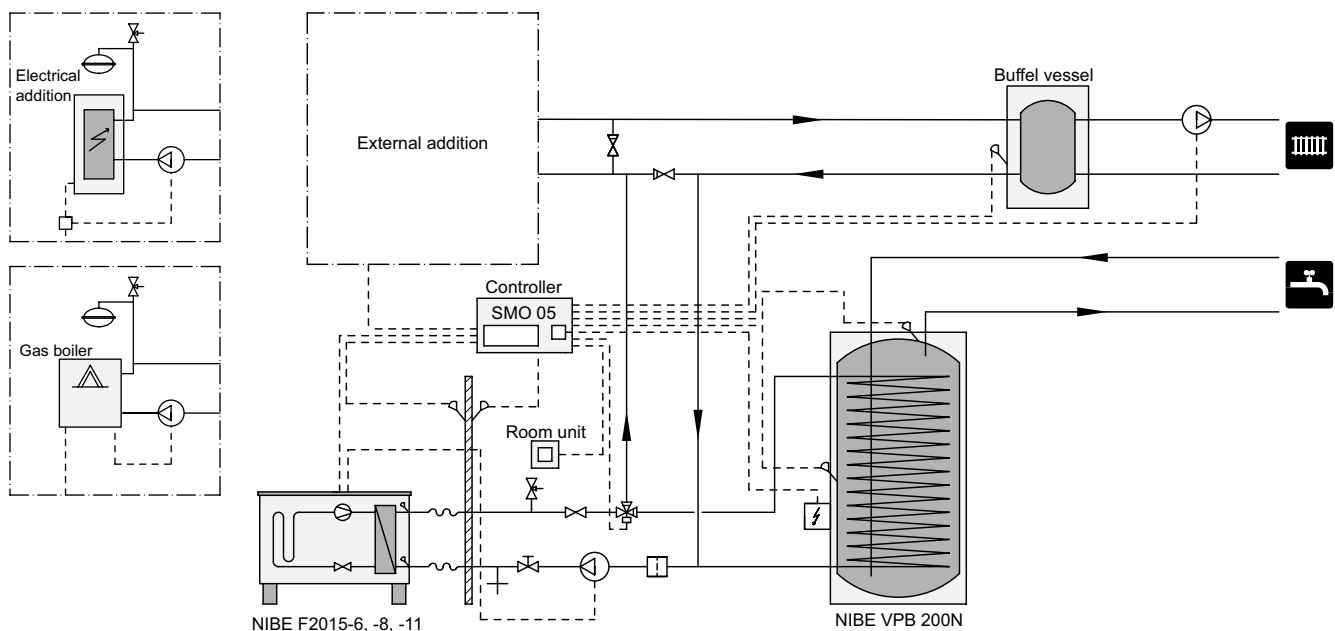 Electrical
addition
Buffel vessel
External addition
Controller
SMO 05
Gas boiler
Room unit
NIBE F2015-6, -8, -11
NIBE VPB 200N